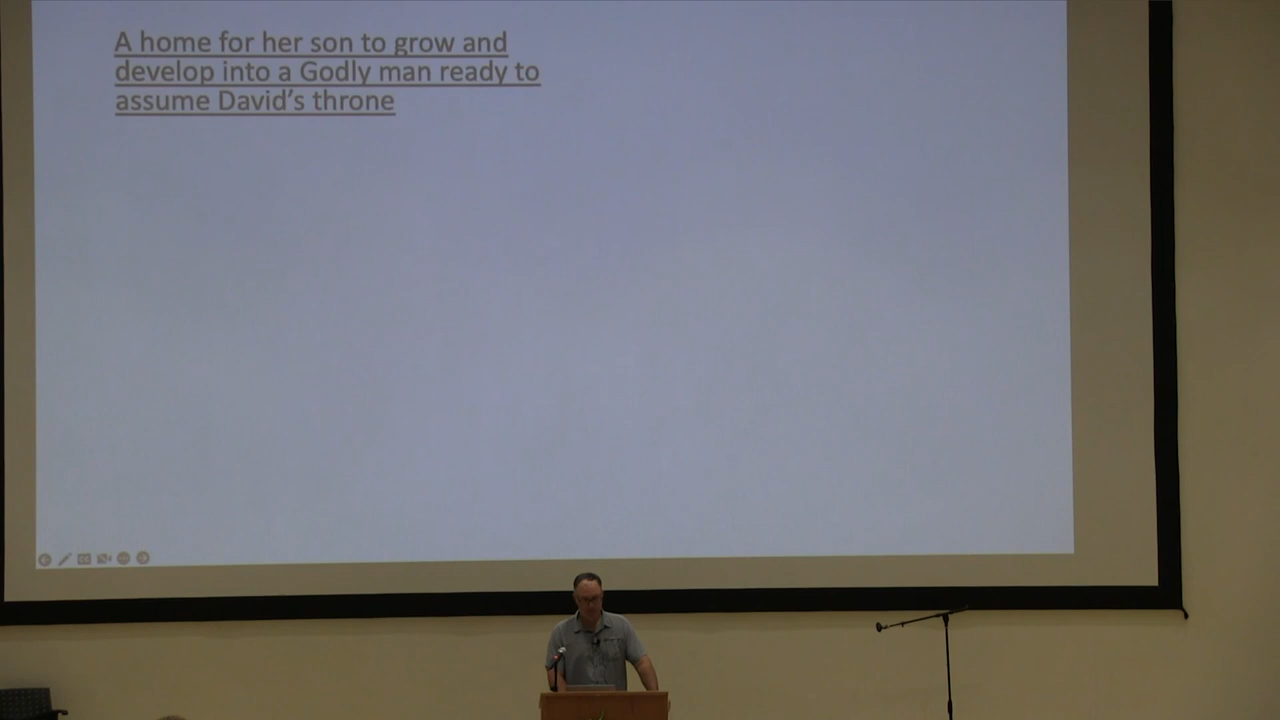 A home for her son to grow and
develop into a Godly man ready to
assume David's throne